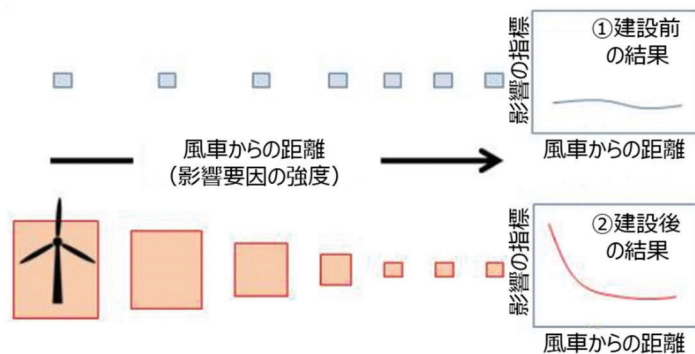 影響の指標
①建設前
の結果
風車からの距離
風車からの距離
(影響要因の強度)
影響の指標
②建設後
の結果
風車からの距離